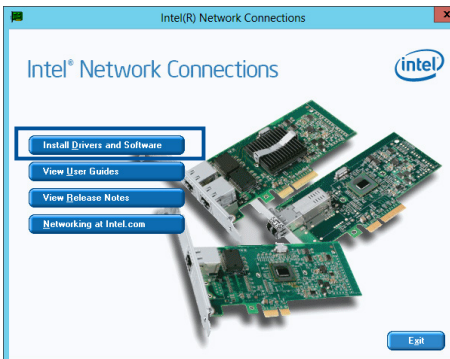 Intel(R) Network Connections
x
Intel® Network Connections
intel
Install Drivers and Software
View User Guides
View Release Notes
Networking at Intel.com
Exit